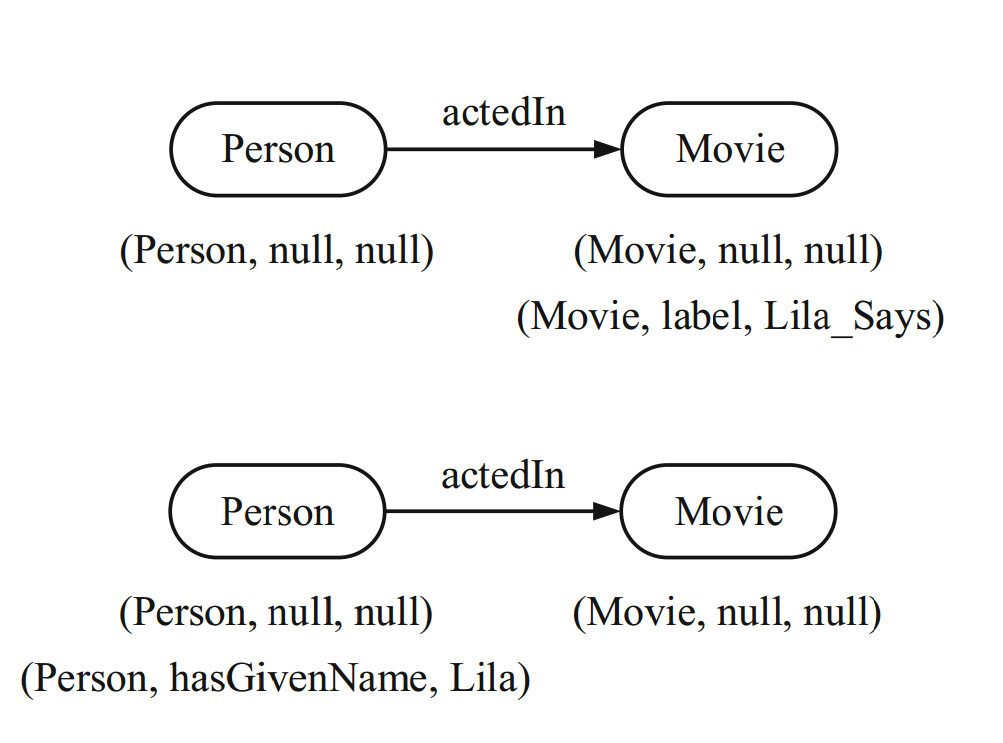 actedIn
Person Movie
(Person, null, null) (Movie, null, null)
(Movie, label, Lila_Says)
actedIn
Person Movie
(Person, null, null) (Movie, null, null)
(Person, hasGivenName, Lila)